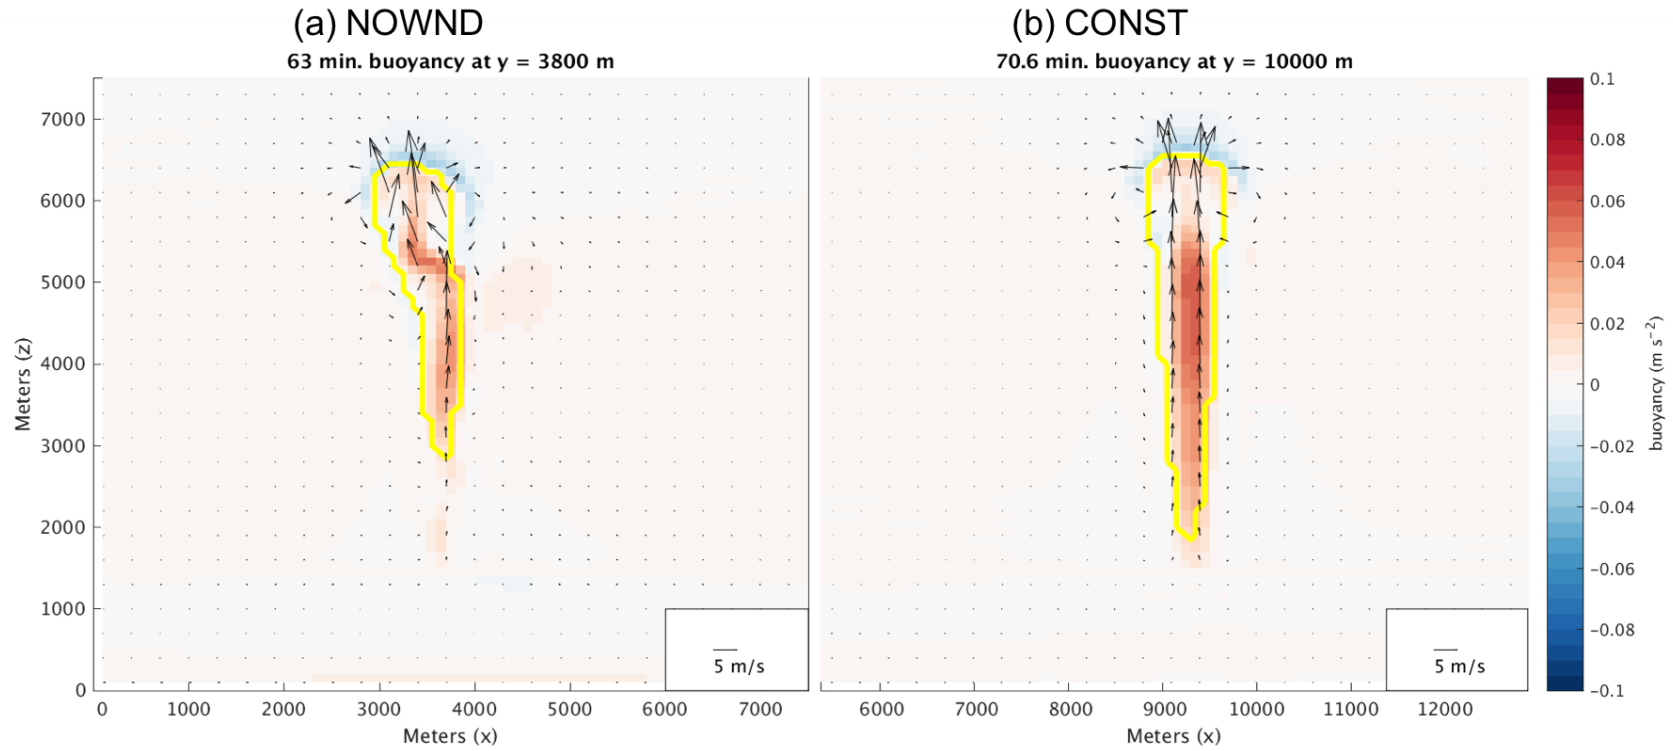 (a) NOWND
(b) CONST
63 min. buoyancy at y = 3800 m
70.6 min. buoyancy at y = 10000 m
Meters (z)
7000
6000
5000
4000
3000
2000
1000
0
5 m/s
0 1000 2000 3000 4000 5000 6000 7000
Meters (x)
5 m/s
6000 7000 8000 9000 10000 11000 12000
Meters (x)
0.1
0.08
0.06
0.04
0.02
0
−0.02
−0.04
−0.06
−0.08
−0.1
buoyancy (m s⁻²)